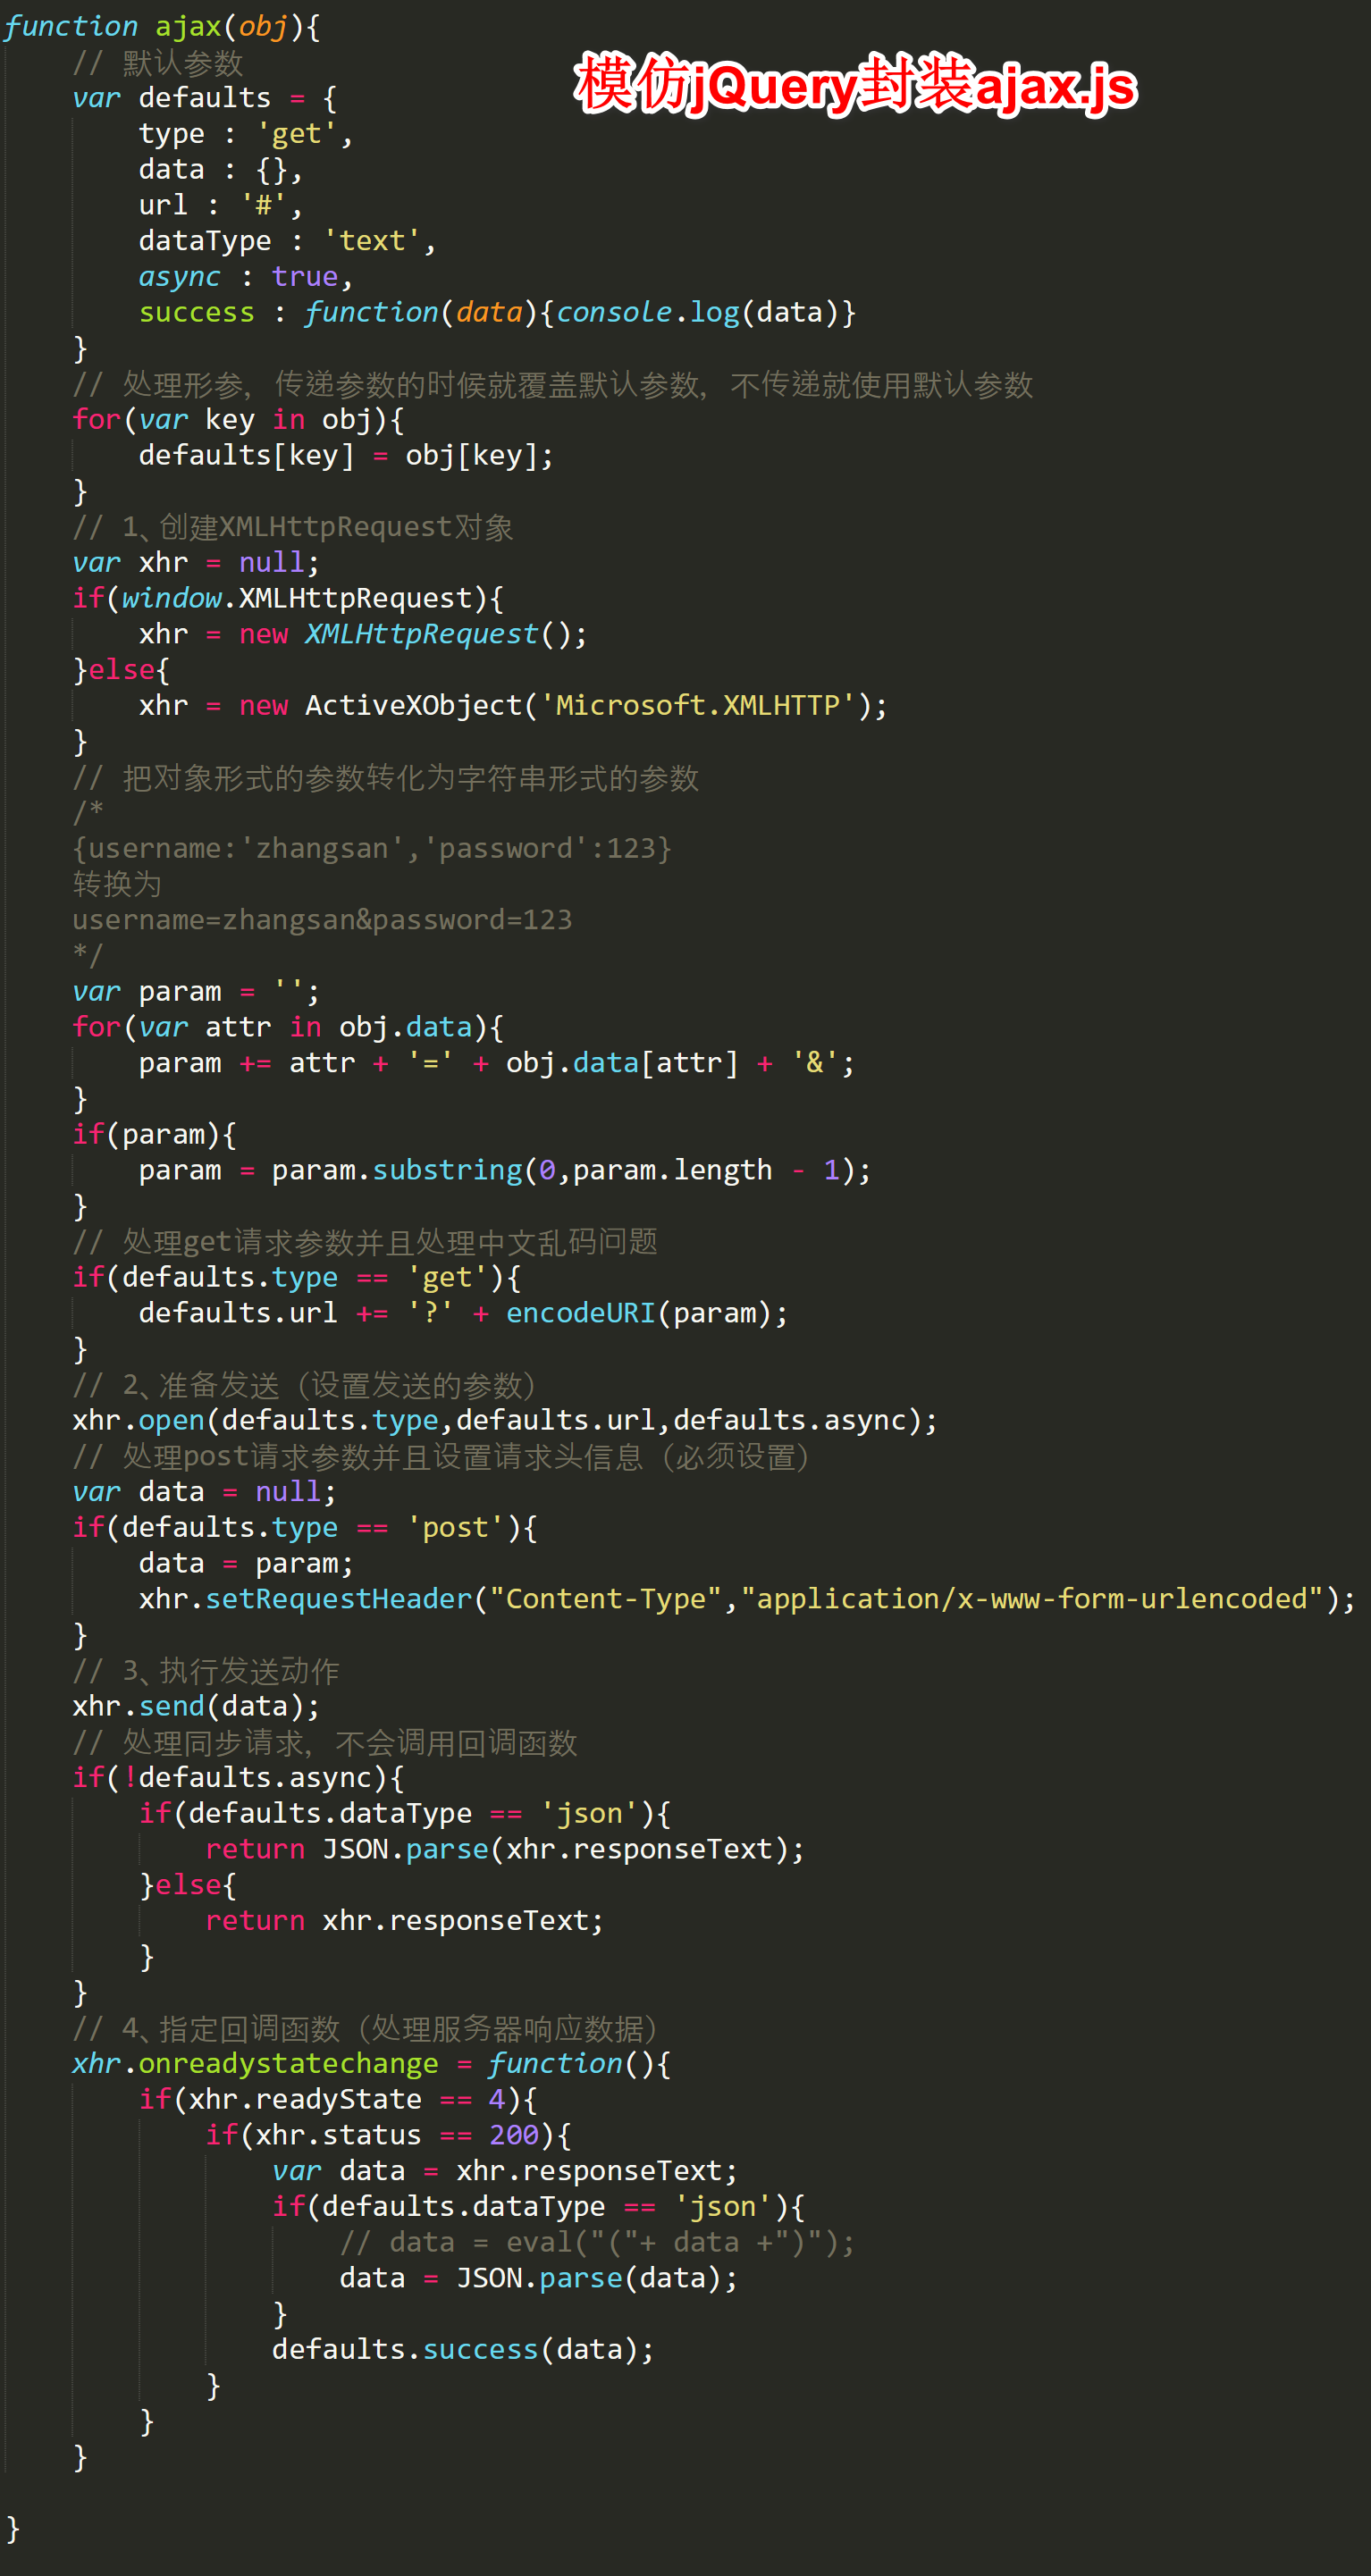 function ajax(obj){
模仿jQuery封装ajax.js
    // 默认参数
    var defaults = {
        type : 'get',
        data : {},
        url : '#',
        dataType : 'text',
        async : true,
        success : function(data){console.log(data)}
    }
    // 处理形参，传递参数的时候就覆盖默认参数，不传递就使用默认参数
    for(var key in obj){
        defaults[key] = obj[key];
    }
    // 1、创建XMLHttpRequest对象
    var xhr = null;
    if(window.XMLHttpRequest){
        xhr = new XMLHttpRequest();
    }else{
        xhr = new ActiveXObject('Microsoft.XMLHTTP');
    }
    // 把对象形式的参数转化为字符串形式的参数
    /*
    {username:'zhangsan','password':123}
    转换为
    username=zhangsan&password=123
    */
    var param = '';
    for(var attr in obj.data){
        param += attr + '=' + obj.data[attr] + '&';
    }
    if(param){
        param = param.substring(0,param.length - 1);
    }
    // 处理get请求参数并且处理中文乱码问题
    if(defaults.type == 'get'){
        defaults.url += '?' + encodeURI(param);
    }
    // 2、准备发送（设置发送的参数）
    xhr.open(defaults.type,defaults.url,defaults.async);
    // 处理post请求参数并且设置请求头信息（必须设置）
    var data = null;
    if(defaults.type == 'post'){
        data = param;
        xhr.setRequestHeader("Content-Type","application/x-www-form-urlencoded");
    }
    // 3、执行发送动作
    xhr.send(data);
    // 处理同步请求，不会调用回调函数
    if(!defaults.async){
        if(defaults.dataType == 'json'){
            return JSON.parse(xhr.responseText);
        }else{
            return xhr.responseText;
        }
    }
    // 4、指定回调函数（处理服务器响应数据）
    xhr.onreadystatechange = function(){
        if(xhr.readyState == 4){
            if(xhr.status == 200){
                var data = xhr.responseText;
                if(defaults.dataType == 'json'){
                    // data = eval("("+ data +")");
                    data = JSON.parse(data);
                }
                defaults.success(data);
            }
        }
    }
}